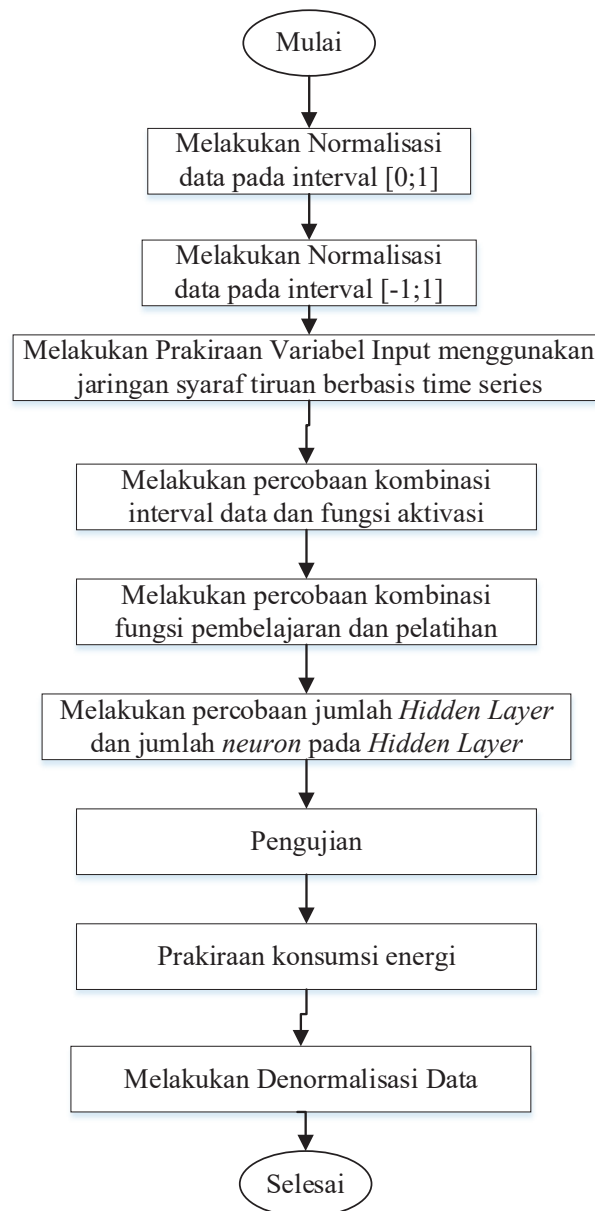 Mulai
Melakukan Normalisasi
data pada interval [0;1]
Melakukan Normalisasi
data pada interval [-1;1]
Melakukan Prakiraan Variabel Input menggunakan
jaringan syaraf tiruan berbasis time series
Melakukan percobaan kombinasi
interval data dan fungsi aktivasi
Melakukan percobaan kombinasi
fungsi pembelajaran dan pelatihan
Melakukan percobaan jumlah Hidden Layer
dan jumlah neuron pada Hidden Layer
Pengujian
Prakiraan konsumsi energi
Melakukan Denormalisasi Data
Selesai